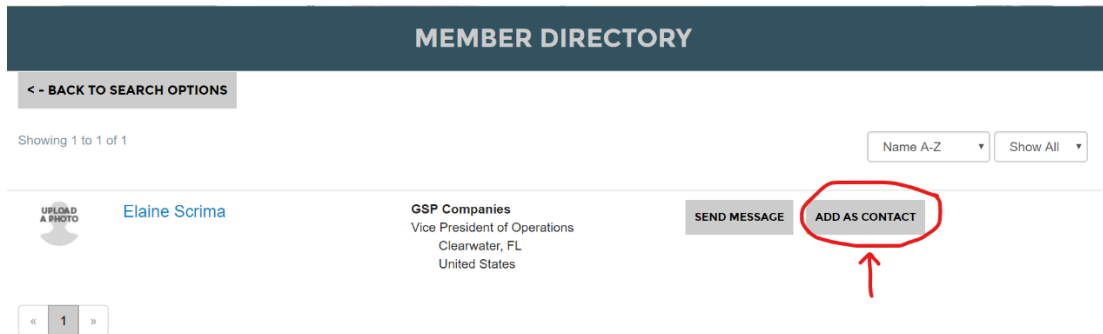 MEMBER DIRECTORY
< - BACK TO SEARCH OPTIONS
Showing 1 to 1 of 1
Name A-Z
Show All
UPLOAD
A PHOTO
Elaine Scrima
GSP Companies
Vice President of Operations
Clearwater, FL
United States
SEND MESSAGE
ADD AS CONTACT
« 1 »